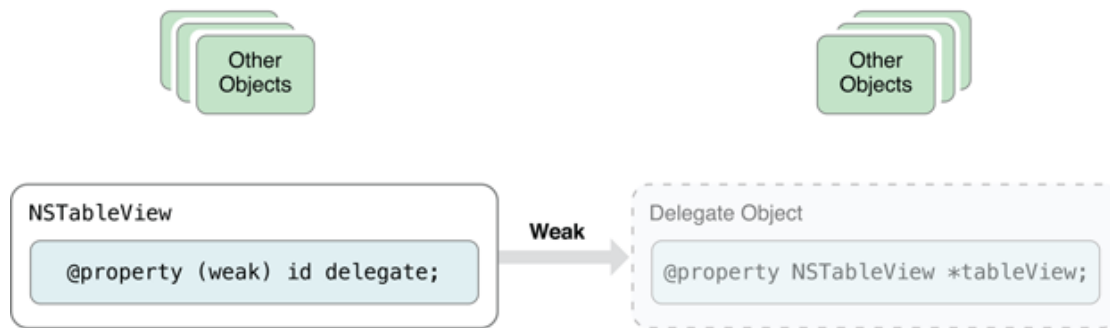 Other
Objects
Other
Objects
NSTableView
@property (weak) id delegate;
Weak
Delegate Object
@property NSTableView *tableView;